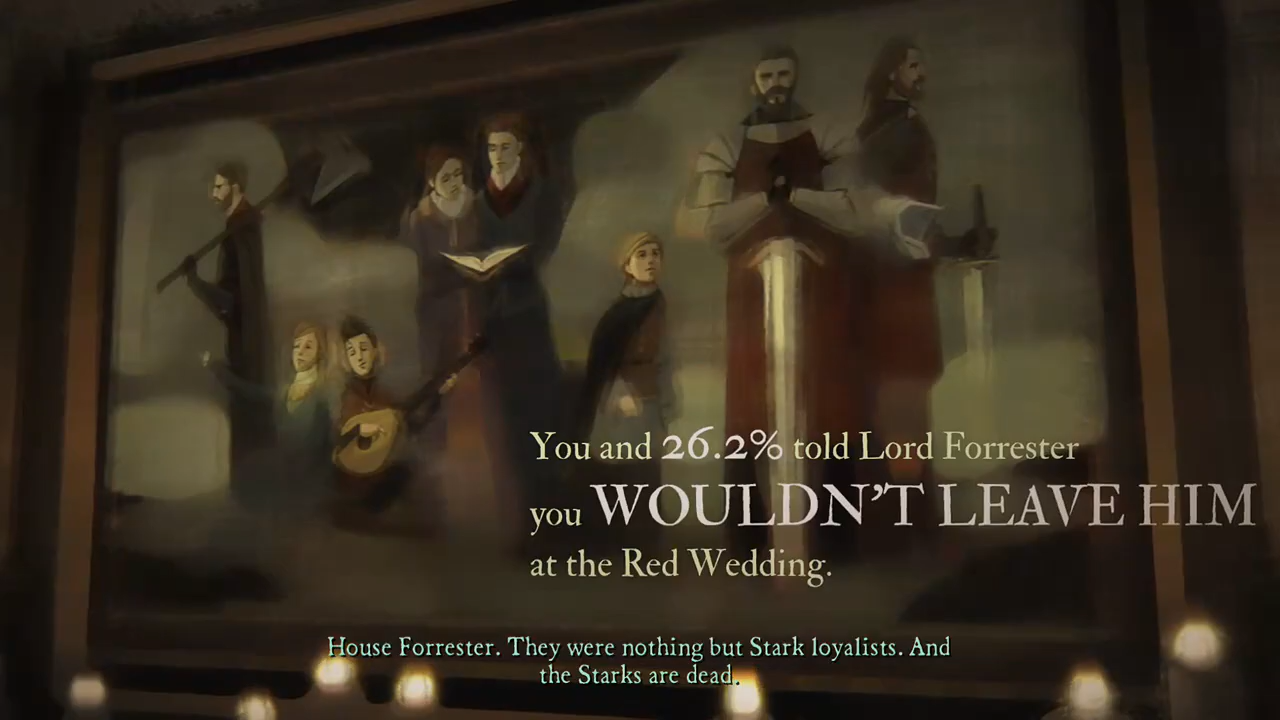 You and 26.2% told Lord Forrester
you WOULDN'T LEAVE HIM
at the Red Wedding.
House Forrester. They were nothing but Stark loyalists. And
the Starks are dead.